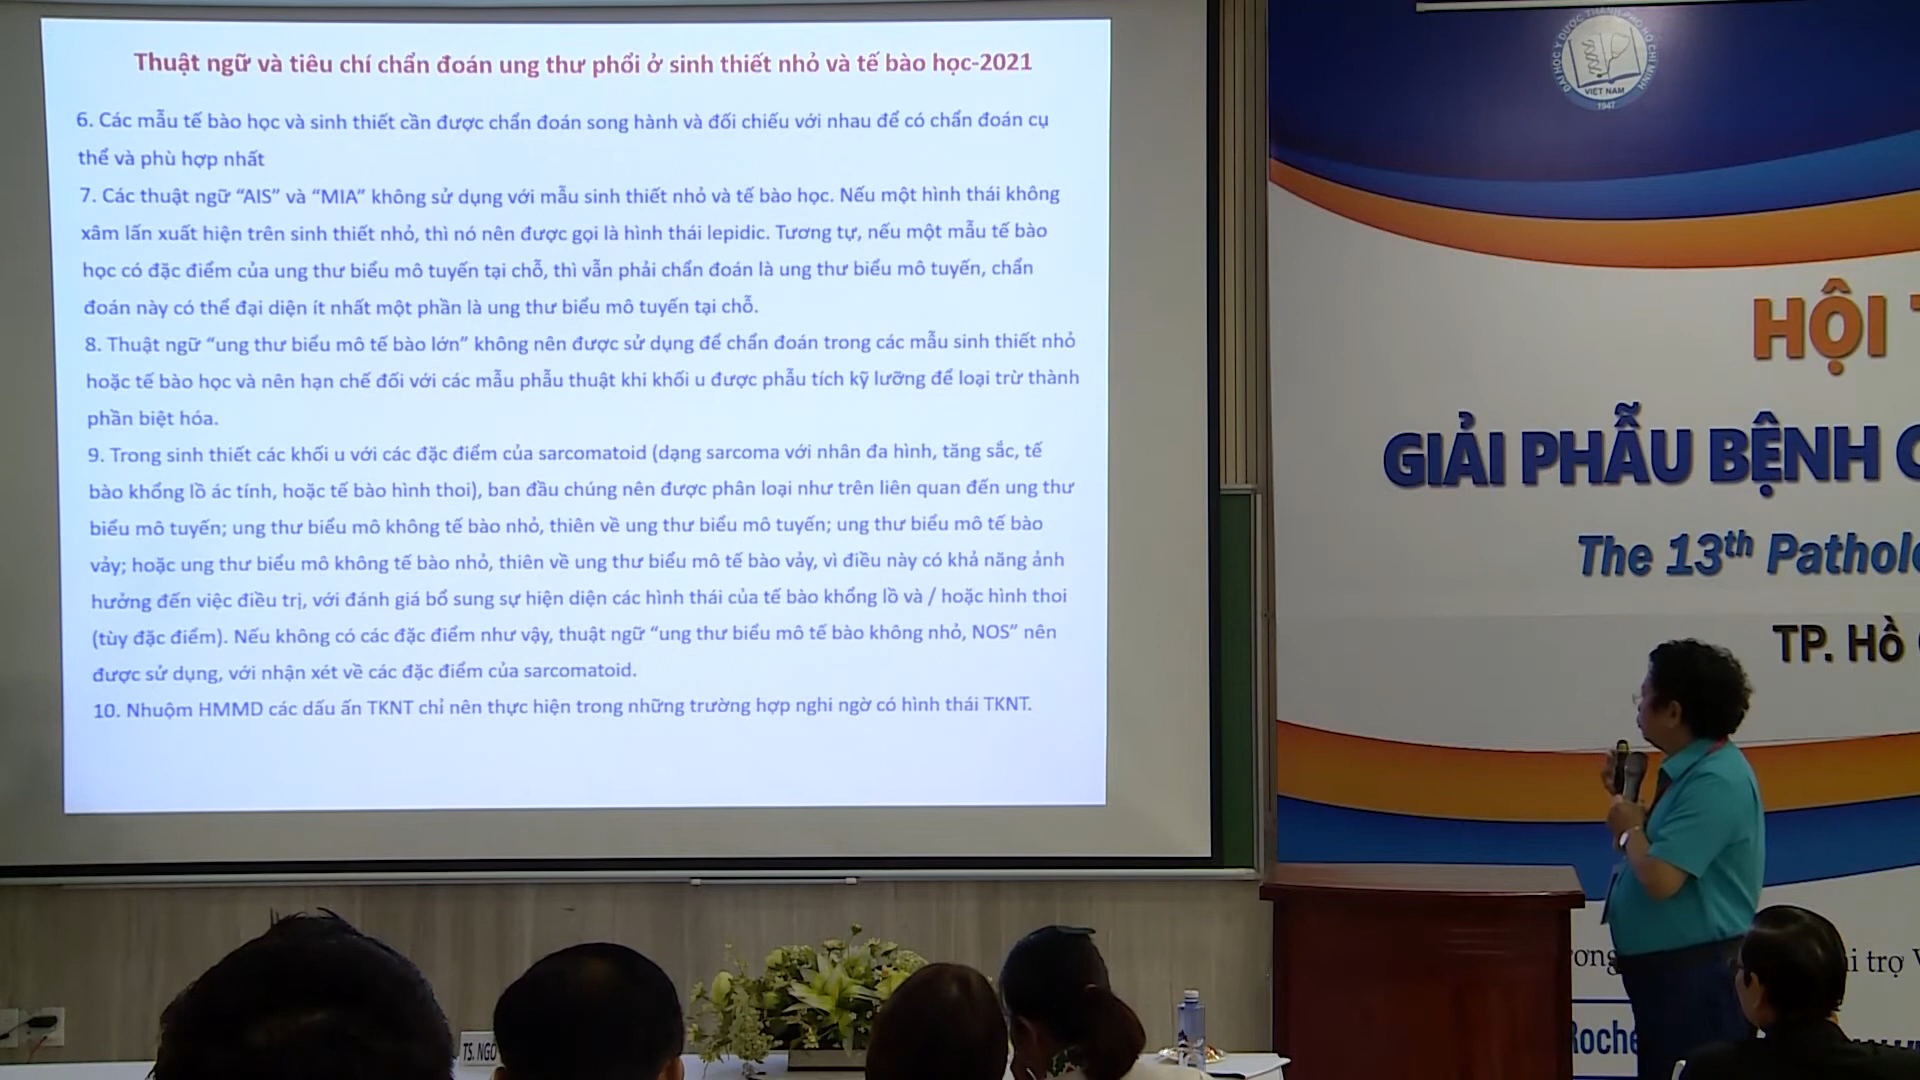 Thuật ngữ và tiêu chí chẩn đoán ung thư phổi ở sinh thiết nhỏ và tế bào học-2021
6. Các mẫu tế bào học và sinh thiết cần được chẩn đoán song hành và đối chiếu với nhau để có chẩn đoán cụ
thể và phù hợp nhất
7. Các thuật ngữ “AIS” và “MIA” không sử dụng với mẫu sinh thiết nhỏ và tế bào học. Nếu một hình thái không
xâm lấn xuất hiện trên sinh thiết nhỏ, thì nó nên được gọi là hình thái lepidic. Tương tự, nếu một mẫu tế bào
học có đặc điểm của ung thư biểu mô tuyến tại chỗ, thì vẫn phải chẩn đoán là ung thư biểu mô tuyến, chẩn
đoán này có thể đại diện ít nhất một phần là ung thư biểu mô tuyến tại chỗ.
8. Thuật ngữ “ung thư biểu mô tế bào lớn” không nên được sử dụng để chẩn đoán trong các mẫu sinh thiết nhỏ
hoặc tế bào học và nên hạn chế đối với các mẫu phẫu thuật khi khối u được phẫu tích kỹ lưỡng để loại trừ thành
phần biệt hóa.
9. Trong sinh thiết các khối u với các đặc điểm của sarcomatoid (dạng sarcoma với nhân đa hình, tăng sắc, tế
bào khổng lồ ác tính, hoặc tế bào hình thoi), ban đầu chúng nên được phân loại như trên liên quan đến ung thư
biểu mô tuyến; ung thư biểu mô không tế bào nhỏ, thiên về ung thư biểu mô tuyến; ung thư biểu mô tế bào
vảy; hoặc ung thư biểu mô không tế bào nhỏ, thiên về ung thư biểu mô tế bào vảy, vì điều này có khả năng ảnh
hưởng đến việc điều trị, với đánh giá bổ sung sự hiện diện các hình thái của tế bào khổng lồ và / hoặc hình thoi
(tùy đặc điểm). Nếu không có các đặc điểm như vậy, thuật ngữ “ung thư biểu mô tế bào không nhỏ, NOS” nên
được sử dụng, với nhận xét về các đặc điểm của sarcomatoid.
10. Nhuộm HMMD các dấu ấn TKNT chỉ nên thực hiện trong những trường hợp nghi ngờ có hình thái TKNT.
ĐẠI HỌC Y DƯỢC THÀNH PHỐ HỒ CHÍ MINH
VIỆT NAM
1947
HỘI
GIẢI PHẪU BỆNH
The 13th Pathol
TP. Hồ
i trợ
Roche
TS. NGO